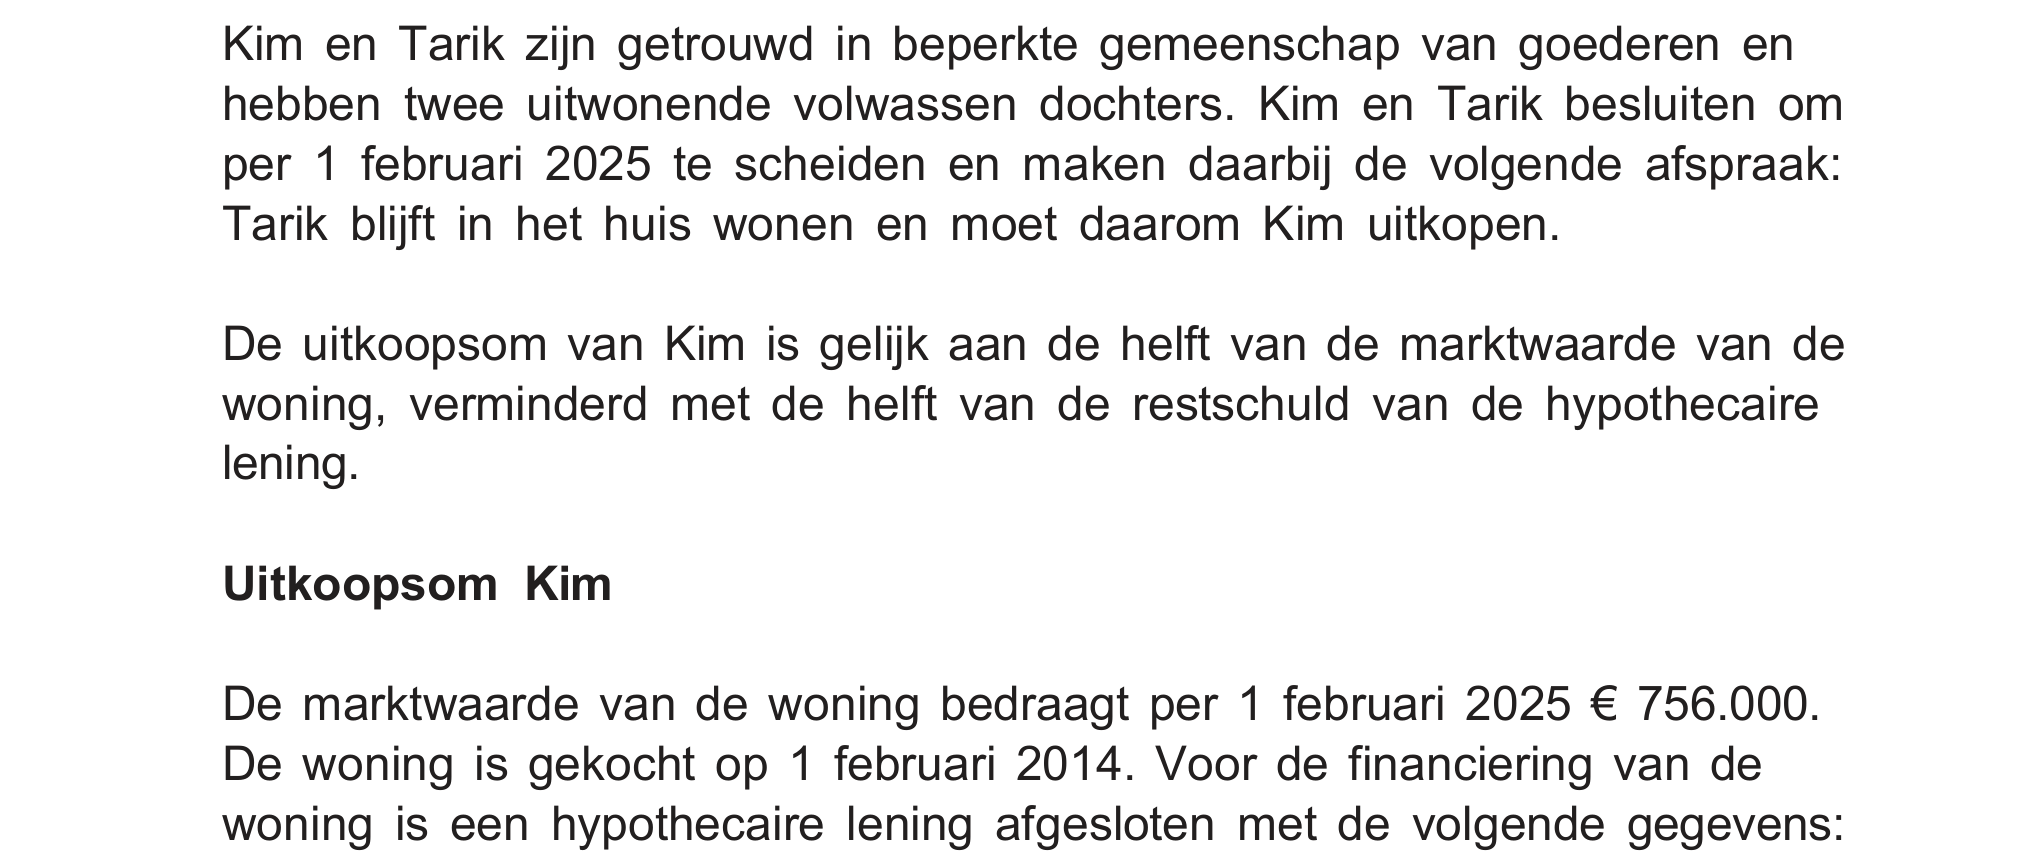 Kim en Tarik zijn getrouwd in beperkte gemeenschap van goederen en
hebben twee uitwonende volwassen dochters. Kim en Tarik besluiten om
per 1 februari 2025 te scheiden en maken daarbij de volgende afspraak:
Tarik blijft in het huis wonen en moet daarom Kim uitkopen.
De uitkoopsom van Kim is gelijk aan de helft van de marktwaarde van de
woning, verminderd met de helft van de restschuld van de hypothecaire
lening.
Uitkoopsom Kim
De marktwaarde van de woning bedraagt per 1 februari 2025 € 756.000.
De woning is gekocht op 1 februari 2014. Voor de financiering van de
woning is een hypothecaire lening afgesloten met de volgende gegevens: